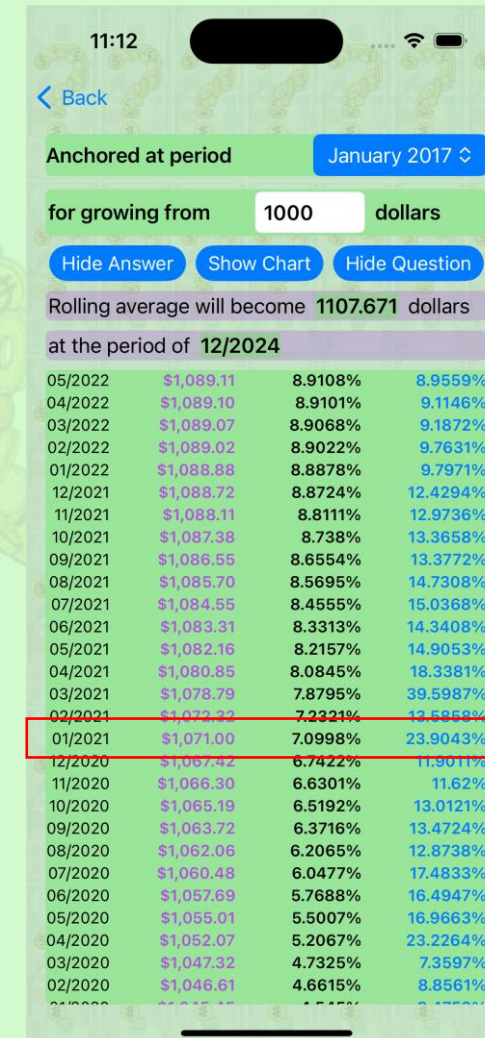 11:12
Back
Anchored at period January 2017
for growing from 1000 dollars
Hide Answer Show Chart Hide Question
Rolling average will become 1107.671 dollars
at the period of 12/2024
05/2022 $1,089.11 8.9108% 8.9559%
04/2022 $1,089.10 8.9101% 9.1146%
03/2022 $1,089.07 8.9068% 9.1872%
02/2022 $1,089.02 8.9022% 9.7631%
01/2022 $1,088.88 8.8878% 9.7971%
12/2021 $1,088.72 8.8724% 12.4294%
11/2021 $1,088.11 8.8111% 12.9736%
10/2021 $1,087.38 8.738% 13.3658%
09/2021 $1,086.55 8.6554% 13.3772%
08/2021 $1,085.70 8.5695% 14.7308%
07/2021 $1,084.55 8.4555% 15.0368%
06/2021 $1,083.31 8.3313% 14.3408%
05/2021 $1,082.16 8.2157% 14.9053%
04/2021 $1,080.85 8.0845% 18.3381%
03/2021 $1,078.79 7.8795% 39.5987%
02/2021 $1,072.32 7.2321% 13.5858%
01/2021 $1,071.00 7.0998% 23.9043%
12/2020 $1,067.42 6.7422% 11.9011%
11/2020 $1,066.30 6.6301% 11.62%
10/2020 $1,065.19 6.5192% 13.0121%
09/2020 $1,063.72 6.3716% 13.4724%
08/2020 $1,062.06 6.2065% 12.8738%
07/2020 $1,060.48 6.0477% 17.4833%
06/2020 $1,057.69 5.7688% 16.4947%
05/2020 $1,055.01 5.5007% 16.9663%
04/2020 $1,052.07 5.2067% 23.2264%
03/2020 $1,047.32 4.7325% 7.3597%
02/2020 $1,046.61 4.6615% 8.8561%